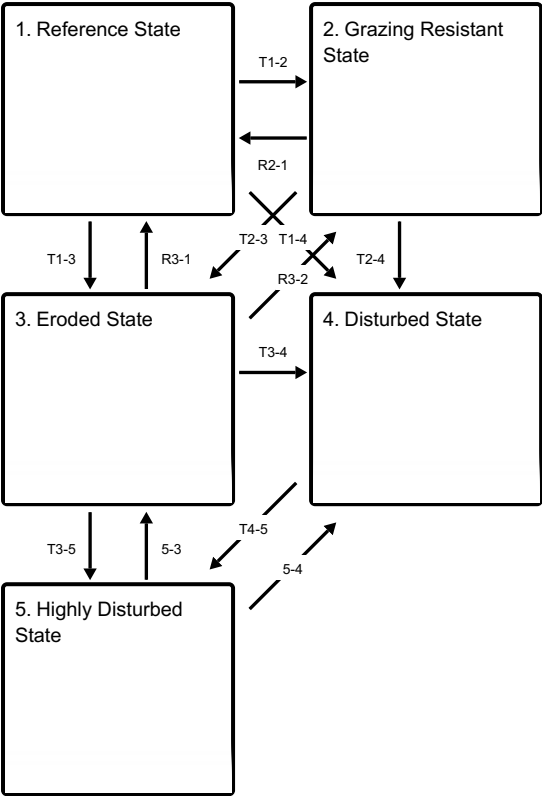 1. Reference State
2. Grazing Resistant
State
T1-2
R2-1
T1-3
R3-1
T2-3
T1-4
T2-4
R3-2
3. Eroded State
4. Disturbed State
T3-4
T3-5
5-3
T4-5
5-4
5. Highly Disturbed
State